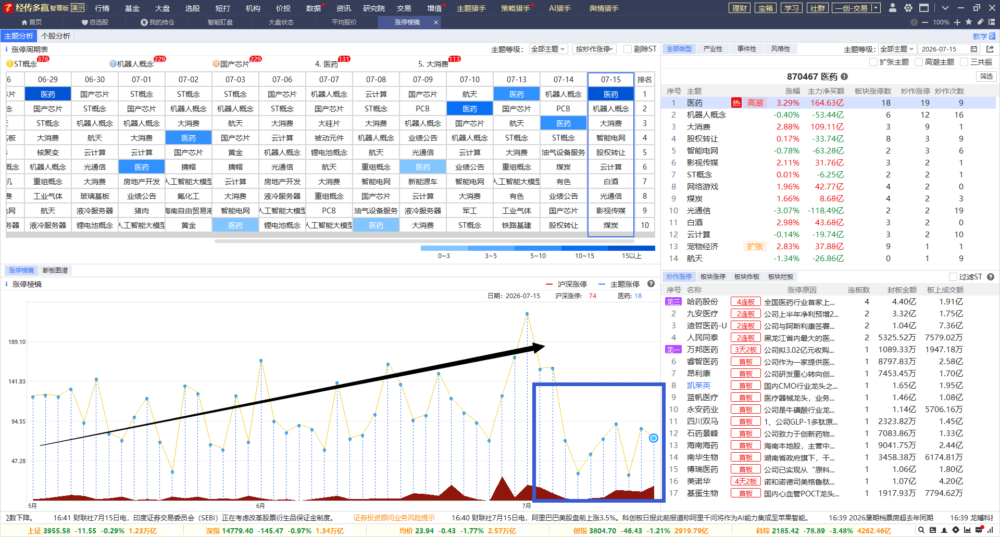 经传多赢 智尊版 演示 行情 基金 大盘 选股 短打 机构 价投 数据 资讯 研究院 交易 增值 主题猎手 策略猎手 AI猎手 舆情猎手 理财 宝箱 学习 社群 一创-交易
首页 自选股 我的持仓 智能盯盘 大盘状态 平均股价 涨停棱镜 100%
主题分析 个股分析 教学
涨停周期表 主题等级: 全部主题 按炒作涨停 剔除ST
1 ST概念 376 2 机器人概念 229 3 国产芯片 229 4. 医药 131 5. 大消费 113
6 06-29 06-30 07-01 07-02 07-03 07-06 07-07 07-08 07-09 07-10 07-13 07-14 07-15 排名
片 医药 国产芯片 ST概念 ST概念 ST概念 国产芯片 机器人概念 云计算 国产芯片 航天 医药 机器人概念 医药 1
念 国产芯片 ST概念 国产芯片 机器人概念 机器人概念 ST概念 国产芯片 ST概念 PCB 医药 国产芯片 PCB 机器人概念 2
ST概念 机器人概念 机器人概念 大消费 航天 大消费 大硅片 大消费 机器人概念 国产芯片 航天 医药 大消费 3
板 大消费 航天 大消费 医药 国产芯片 云计算 被动元件 机器人概念 业绩公告 机器人概念 ST概念 ST概念 智能电网 4
核聚变 云计算 云计算 国产芯片 黄金 机器人概念 锂电池概念 航天 光通信 云计算 大消费 油气设备服务 股权转让 5
概念 机器人概念 光通信 医药 摘帽 摘帽 光通信 航天 重组概念 医药 业绩公告 重组概念 煤炭 云计算 6
机 重组概念 大消费 房地产开发 人工智能大模型 云计算 房地产开发 大消费 智能电网 新能源车 智能电网 人工智能大模型 有色 白酒 7
费 工业气体 玻璃基板 业绩公告 氟化工 大消费 液冷服务器 重组概念 国产芯片 云计算 大消费 有色 业绩公告 光通信 8
网 航天 液冷服务器 猪肉 海南自由贸易港 智能电网 人工智能大模型 PCB 油气设备服务 液冷服务器 军工 工业气体 国产芯片 影视传媒 9
务器 液冷服务器 锂电池概念 人工智能大模型 黄金 医药 锂电池概念 人工智能大模型 医药 大消费 ST概念 铁路基建 股权转让 煤炭 10
0~3 3~5 5~10 10~15 15以上
涨停棱镜 断板图谱
涨停棱镜 沪深涨停 主题涨停
日期: 2026-07-15 沪深涨停: 74 医药: 18
189.10
141.83
94.55
47.28
5月 6月 7月
全部类型 产业性 事件性 风格性 主题等级: 全部主题 2026-07-15
扩张主题 高潮主题 三共振
870467 医药 筛选
序号 主题 涨幅 主力净买额 板块涨停数 炒作涨停 炒作次数
1 医药 热 高潮 3.29% 164.63亿 18 19 9
2 机器人概念 -0.40% -53.44亿 6 12 16
3 大消费 2.88% 109.11亿 3 9 1
4 股权转让 0.17% -33.74亿 8 3 9
5 智能电网 -0.78% -63.28亿 2 3 6
6 影视传媒 2.11% 31.76亿 3 2 1
7 ST概念 0.01% -6.25亿 2 2 1
8 网络游戏 1.96% 42.77亿 4 2 0
9 煤炭 1.66% 8.68亿 4 2 3
10 光通信 -3.07% -118.49亿 2 2 19
11 白酒 2.98% 43.68亿 3 2 0
12 云计算 -0.14% -19.74亿 3 2 10
13 宠物经济 扩张 2.83% 37.88亿 9 1 1
14 航天 -1.34% -26.86亿 0 1 9
炒作涨停 板块涨停 板块炸板 板块烂板 过滤ST
序号 名称 涨停原因 连板数 封板金额 板上成交额
龙三 哈药股份 4连板 全国医药行业首家上... 4 4.40亿 1.91亿
2 九安医疗 2连板 公司上半年净利预增2... 2 3.32亿 1.75亿
3 迪哲医药-U 2连板 公司与阿斯利康签署... 2 1.04亿 7.36亿
4 人民同泰 2连板 黑龙江省内最大的医... 2 5325.52万 7579.02万
龙一 万邦医药 3天2板 公司拟3.02亿元收购... 1 1089.33万 1947.18万
6 睿智医药 首板 公司作为一家提供医... 1 8797.83万 2.58亿
7 昂利康 首板 公司研发重心转向创... 1 7453.45万 1.70亿
8 凯莱英 首板 国内CMO行业龙头之... 1 1.65亿 1.95亿
9 蓝帆医疗 首板 医疗器械龙头，业务... 1 1.46亿 1.08亿
10 永安药业 首板 公司是牛磺酸行业龙... 1 1.14亿 5706.16万
11 四川双马 首板 1、公司GLP-1多肽原... 1 2323.82万 1.45亿
12 石药景峰 首板 公司致力于创新药物... 1 7083.86万 1.33亿
13 海南海药 首板 海南本地股，主营中... 1 9041.75万 2.44亿
14 南华生物 首板 湖南省政府旗下，干... 1 3458.38万 6174.81万
15 博瑞医药 首板 公司已实现从“原料... 1 1.06亿 1.80亿
16 美诺华 4天2板 诺和诺德司美格鲁肽... 1 1.07亿 4.20亿
17 基蛋生物 首板 国内心血管POCT龙头... 1 1917.93万 7794.62万
数下降。 16:41 财联社7月15日电，印度证券交易委员会（SEBI）正在考虑改革股票衍生品保证金制度。 证券投资顾问业务风险提示 16:40 财联社7月15日电，阿里巴巴美股盘前上涨3.5%。科创板日报此前报道称阿里千问将作为AI能力集成至苹果智能。 16:39 2026暑期档票房超去年同期 16:39 龙蟠科技
上证 3955.58 -11.55 -0.29% 1.23万亿 深指 14779.40 -145.47 -0.97% 1.34万亿 均价 23.94 -0.43 -1.77% 2.57万亿 创指 3804.70 -46.43 -1.21% 2919.79亿 科综 2185.42 -78.89 -3.48% 4262.46亿